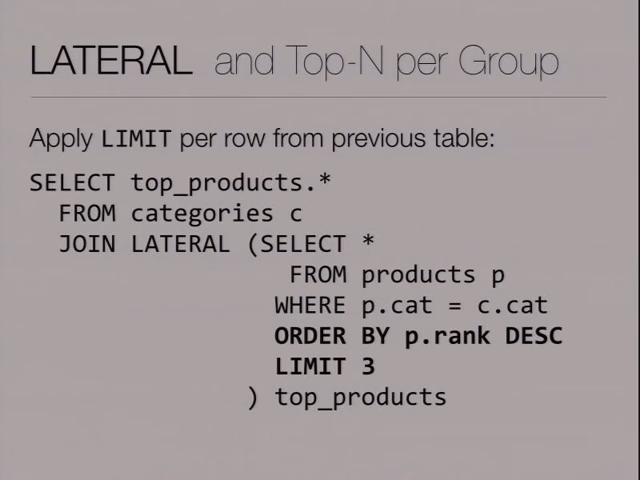 LATERAL and Top-N per Group
Apply LIMIT per row from previous table:
SELECT top_products.*
FROM categories c
JOIN LATERAL (SELECT *
FROM products p
WHERE p.cat = c.cat
ORDER BY p.rank DESC
LIMIT 3
) top_products